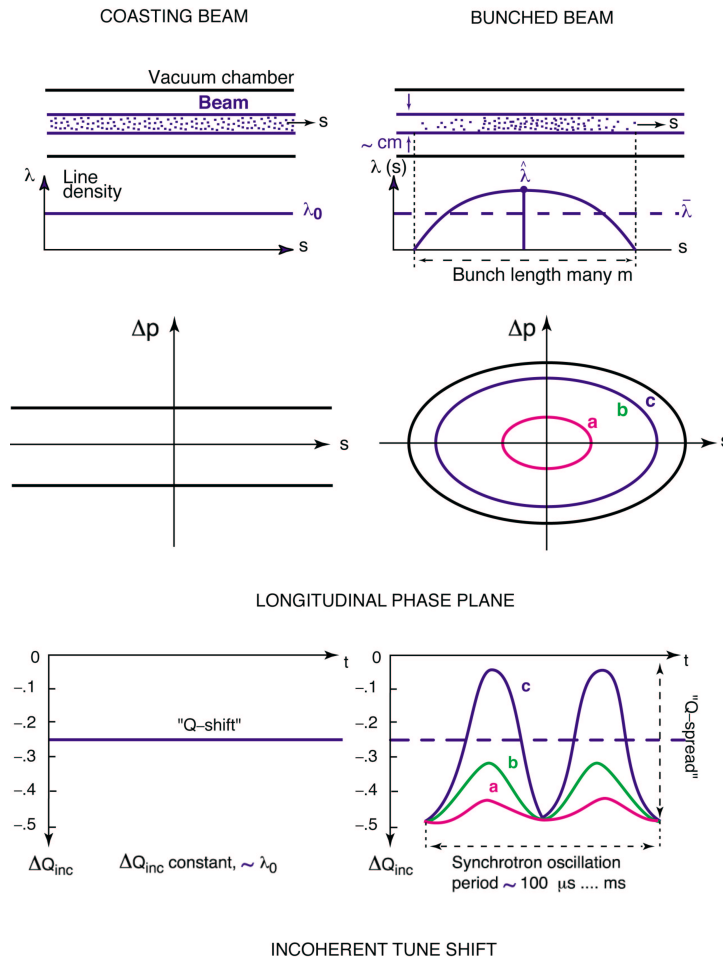 COASTING BEAM
BUNCHED BEAM
Vacuum chamber
Beam
s
λ
Line
density
λ0
s
~ cm
s
λ (s)
λ̂
λ̄
s
Bunch length many m
Δp
s
Δp
a
b
c
s
LONGITUDINAL PHASE PLANE
0
t
–.1
–.2
–.3
–.4
–.5
"Q–shift"
ΔQinc
ΔQinc constant, ~ λ0
0
t
–.1
–.2
–.3
–.4
–.5
c
b
a
"Q–spread"
ΔQinc
Synchrotron oscillation
period ~ 100 μs .... ms
INCOHERENT TUNE SHIFT